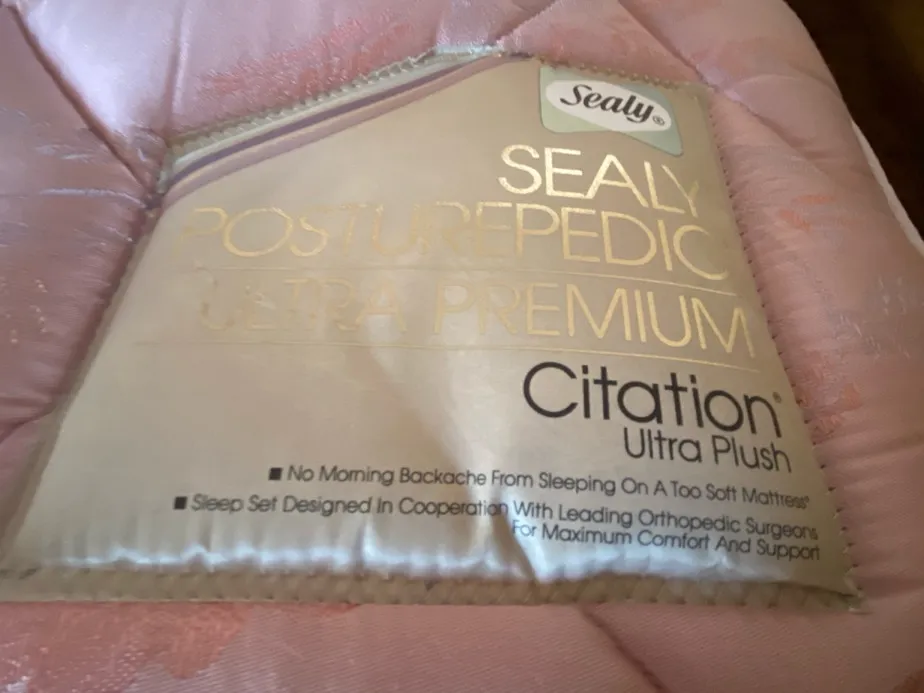 Sealy®
SEALY
POSTUREPEDIC
ULTRA PREMIUM
Citation®
Ultra Plush
■ No Morning Backache From Sleeping On A Too Soft Mattress®
■ Sleep Set Designed In Cooperation With Leading Orthopedic Surgeons
For Maximum Comfort And Support